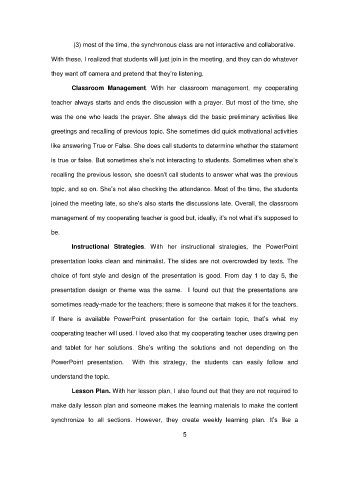 (3) most of the time, the synchronous class are not interactive and collaborative.
With these, I realized that students will just join in the meeting, and they can do whatever
they want off camera and pretend that they're listening.
Classroom Management. With her classroom management, my cooperating
teacher always starts and ends the discussion with a prayer. But most of the time, she
was the one who leads the prayer. She always did the basic preliminary activities like
greetings and recalling of previous topic. She sometimes did quick motivational activities
like answering True or False. She does call students to determine whether the statement
is true or false. But sometimes she's not interacting to students. Sometimes when she's
recalling the previous lesson, she doesn't call students to answer what was the previous
topic, and so on. She's not also checking the attendance. Most of the time, the students
joined the meeting late, so she's also starts the discussions late. Overall, the classroom
management of my cooperating teacher is good but, ideally, it's not what it's supposed to
be.
Instructional Strategies. With her instructional strategies, the PowerPoint
presentation looks clean and minimalist. The slides are not overcrowded by texts. The
choice of font style and design of the presentation is good. From day 1 to day 5, the
presentation design or theme was the same. I found out that the presentations are
sometimes ready-made for the teachers; there is someone that makes it for the teachers.
If there is available PowerPoint presentation for the certain topic, that's what my
cooperating teacher will used. I loved also that my cooperating teacher uses drawing pen
and tablet for her solutions. She's writing the solutions and not depending on the
PowerPoint presentation. With this strategy, the students can easily follow and
understand the topic.
Lesson Plan. With her lesson plan, I also found out that they are not required to
make daily lesson plan and someone makes the learning materials to make the content
synchronize to all sections. However, they create weekly learning plan. It's like a
5